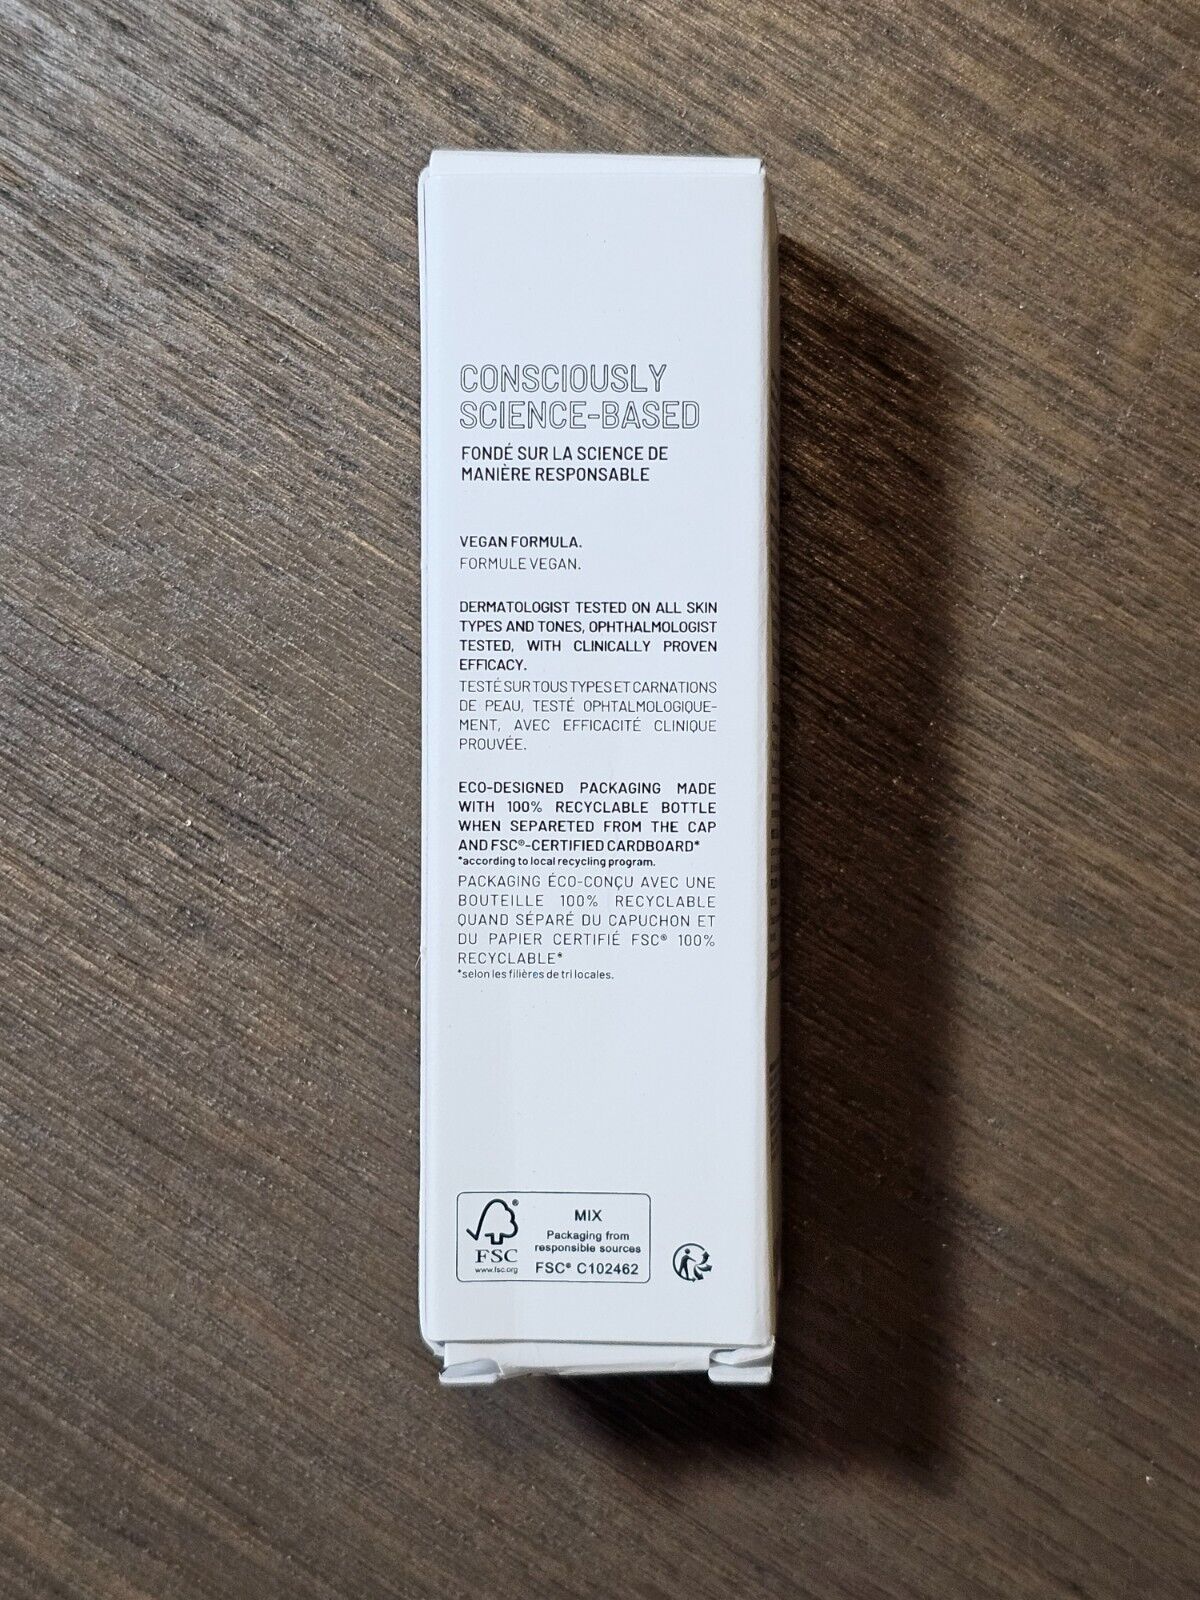 CONSCIOUSLY
SCIENCE-BASED
FONDÉ SUR LA SCIENCE DE
MANIÈRE RESPONSABLE
VEGAN FORMULA.
FORMULE VEGAN.
DERMATOLOGIST TESTED ON ALL SKIN
TYPES AND TONES, OPHTHALMOLOGIST
TESTED, WITH CLINICALLY PROVEN
EFFICACY.
TESTÉ SUR TOUS TYPES ET CARNATIONS
DE PEAU, TESTÉ OPHTALMOLOGIQUE-
MENT, AVEC EFFICACITÉ CLINIQUE
PROUVÉE.
ECO-DESIGNED PACKAGING MADE
WITH 100% RECYCLABLE BOTTLE
WHEN SEPARETED FROM THE CAP
AND FSC®-CERTIFIED CARDBOARD*
*according to local recycling program.
PACKAGING ÉCO-CONÇU AVEC UNE
BOUTEILLE 100% RECYCLABLE
QUAND SÉPARÉ DU CAPUCHON ET
DU PAPIER CERTIFIÉ FSC® 100%
RECYCLABLE*
*selon les filières de tri locales.
®
FSC
www.fsc.org
MIX
Packaging from
responsible sources
FSC® C102462